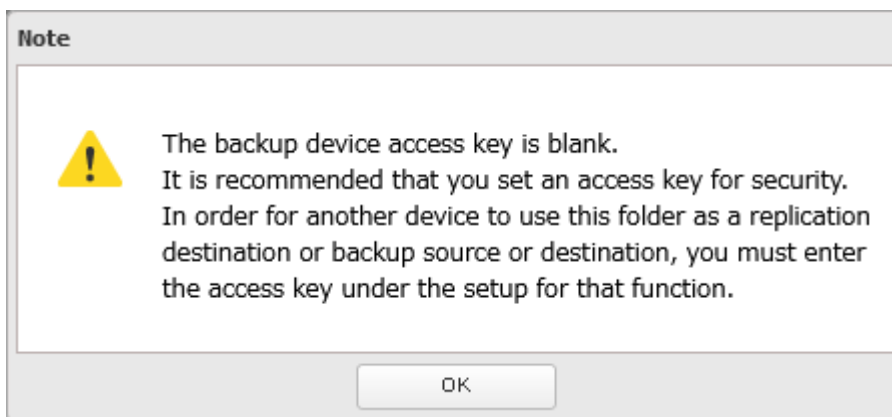 Note
The backup device access key is blank.
It is recommended that you set an access key for security.
In order for another device to use this folder as a replication
destination or backup source or destination, you must enter
the access key under the setup for that function.
OK